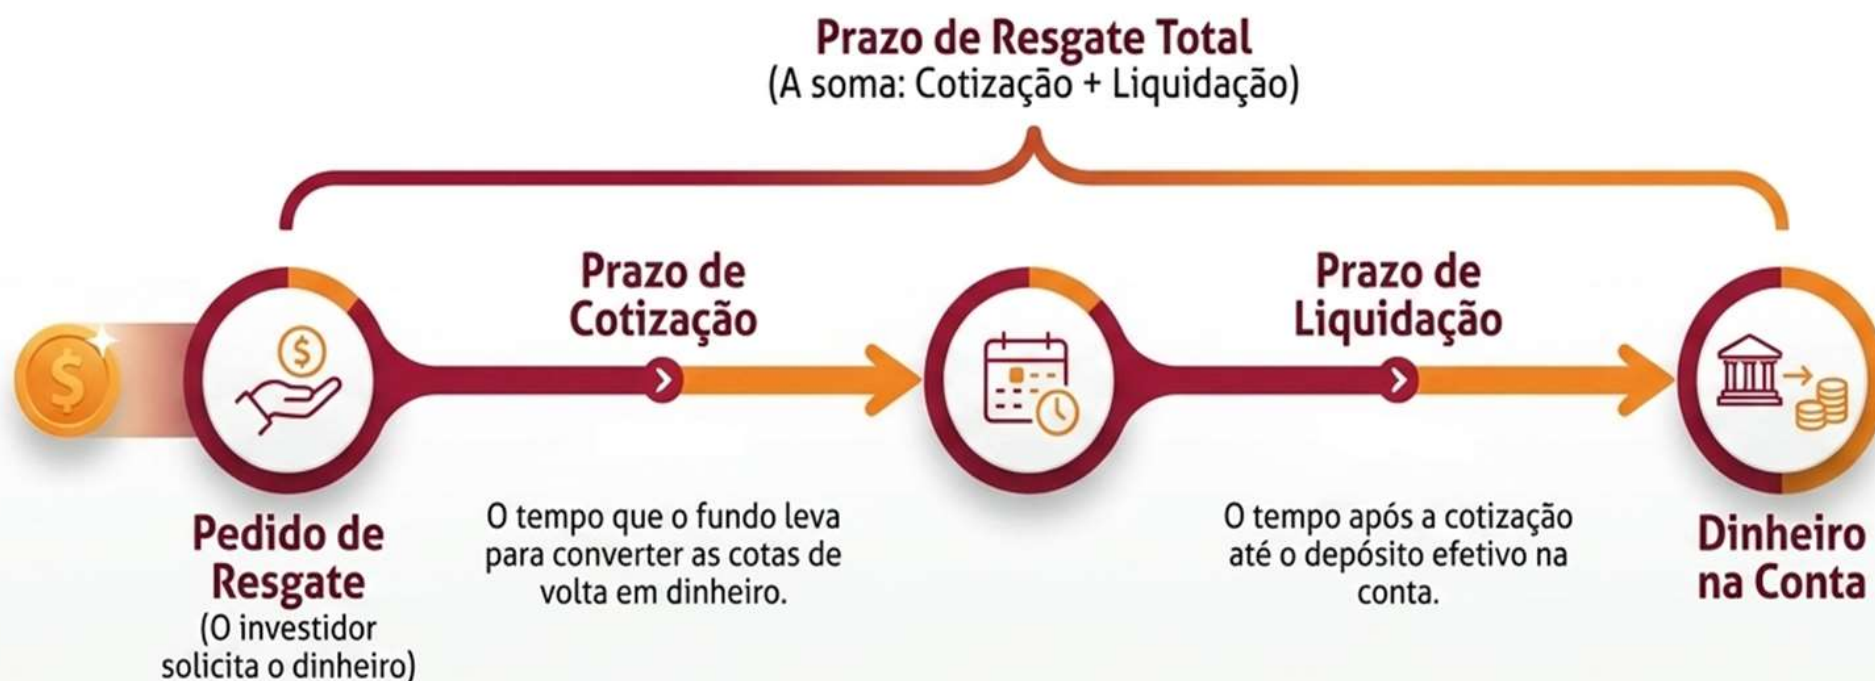 Prazo de Resgate Total
(A soma: Cotização + Liquidação)
Prazo de
Cotização
Prazo de
Liquidação
Pedido de
Resgate
(O investidor
solicita o dinheiro)
O tempo que o fundo leva
para converter as cotas de
volta em dinheiro.
O tempo após a cotização
até o depósito efetivo na
conta.
Dinheiro
na Conta